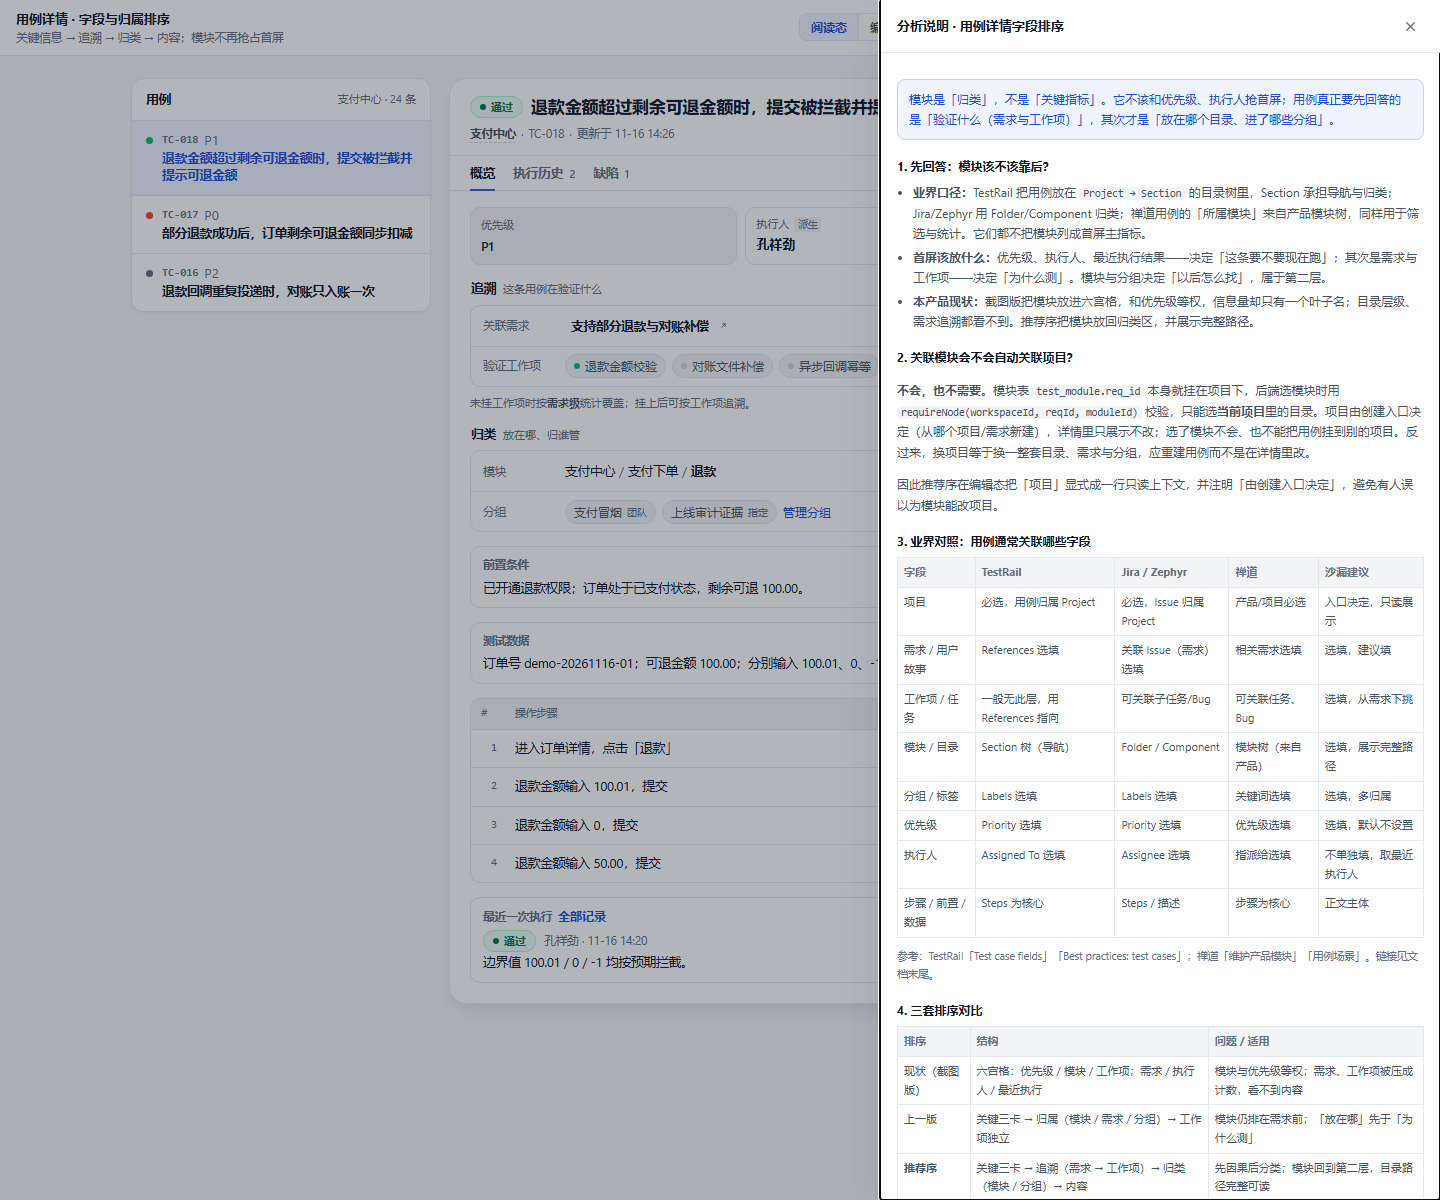 用例详情 · 字段与归属排序
关键信息 → 追溯 → 归类 → 内容；模块不再抢占首屏
阅读态
用例
支付中心 · 24 条
TC-018 P1
退款金额超过剩余可退金额时，提交被拦截并
提示可退金额
TC-017 P0
部分退款成功后，订单剩余可退金额同步扣减
TC-016 P2
退款回调重复投递时，对账只入账一次
通过
退款金额超过剩余可退金额时，提交被拦截并
支付中心 · TC-018 · 更新于 11-16 14:26
概览
执行历史 2
缺陷 1
优先级
P1
执行人 派生
孔祥劲
追溯 这条用例在验证什么
关联需求 支持部分退款与对账补偿 ↗
验证工作项 退款金额校验 对账文件补偿 异步回调幂等
未挂工作项时按需求级统计覆盖；挂上后可按工作项追溯。
归类 放在哪、归谁管
模块 支付中心 / 支付下单 / 退款
分组 支付冒烟 团队 上线审计证据 指定 管理分组
前置条件
已开通退款权限；订单处于已支付状态，剩余可退 100.00。
测试数据
订单号 demo-20261116-01；可退金额 100.00；分别输入 100.01、0、-
# 操作步骤
1 进入订单详情，点击「退款」
2 退款金额输入 100.01，提交
3 退款金额输入 0，提交
4 退款金额输入 50.00，提交
最近一次执行 全部记录
通过 孔祥劲 · 11-16 14:20
边界值 100.01 / 0 / -1 均按预期拦截。
分析说明 · 用例详情字段排序
×
模块是「归类」，不是「关键指标」。它不该和优先级、执行人抢首屏；用例真正要先回答的
是「验证什么（需求与工作项）」，其次才是「放在哪个目录、进了哪些分组」。
1. 先回答：模块该不该靠后？
• 业界口径：TestRail 把用例放在 Project → Section 的目录树里，Section 承担导航与归类；
Jira/Zephyr 用 Folder/Component 归类；禅道用例的「所属模块」来自产品模块树，同样用于筛
选与统计。它们都不把模块列成首屏主指标。
• 首屏该放什么：优先级、执行人、最近执行结果——决定「这条要不要现在跑」；其次是需求与
工作项——决定「为什么测」。模块与分组决定「以后怎么找」，属于第二层。
• 本产品现状：截图版把模块放进六宫格，和优先级等权，信息量却只有一个叶子名；目录层级、
需求追溯都看不到。推荐序把模块放回归类区，并展示完整路径。
2. 关联模块会不会自动关联项目？
不会，也不需要。模块表 test_module.req_id 本身就挂在项目下，后端选模块时用
requireNode(workspaceId, reqId, moduleId) 校验，只能选当前项目里的目录。项目由创建入口决
定（从哪个项目/需求新建），详情里只展示不改；选了模块不会、也不能把用例挂到别的项目。反
过来，换项目等于换一整套目录、需求与分组，应重建用例而不是在详情里改。
因此推荐序在编辑态把「项目」显式成一行只读上下文，并注明「由创建入口决定」，避免有人误
以为模块能改项目。
3. 业界对照：用例通常关联哪些字段
字段 TestRail Jira / Zephyr 禅道 沙漏建议
项目 必选，用例归属 Project 必选，Issue 归属 产品/项目必选 入口决定，只读展
Project 示
需求 / 用户 References 选填 关联 Issue（需求） 相关需求选填 选填，建议填
故事 选填
工作项 / 任 一般无此层，用 可关联子任务/Bug 可关联任务、 选填，从需求下挑
务 References 指向 Bug
模块 / 目录 Section 树（导航） Folder / Component 模块树（来自 选填，展示完整路
产品） 径
分组 / 标签 Labels 选填 Labels 选填 关键词选填 选填，多归属
优先级 Priority 选填 Priority 选填 优先级选填 选填，默认不设置
执行人 Assigned To 选填 Assignee 选填 指派给选填 不单独填，取最近
执行人
步骤 / 前置 / Steps 为核心 Steps / 描述 步骤为核心 正文主体
数据
参考：TestRail「Test case fields」「Best practices: test cases」；禅道「维护产品模块」「用例场景」。链接见文
档末尾。
4. 三套排序对比
排序 结构 问题 / 适用
现状（截图 六宫格：优先级 / 模块 / 工作项；需求 / 执行 模块与优先级等权；需求、工作项被压成
版） 人 / 最近执行 计数，看不到内容
上一版 关键三卡 → 归属（模块 / 需求 / 分组）→ 工作 模块仍排在需求前；「放在哪」先于「为
项独立 什么测」
推荐序 关键三卡 → 追溯（需求 → 工作项）→ 归类 先因果后分类；模块回到第二层，目录路
（模块 / 分组）→ 内容 径完整可读